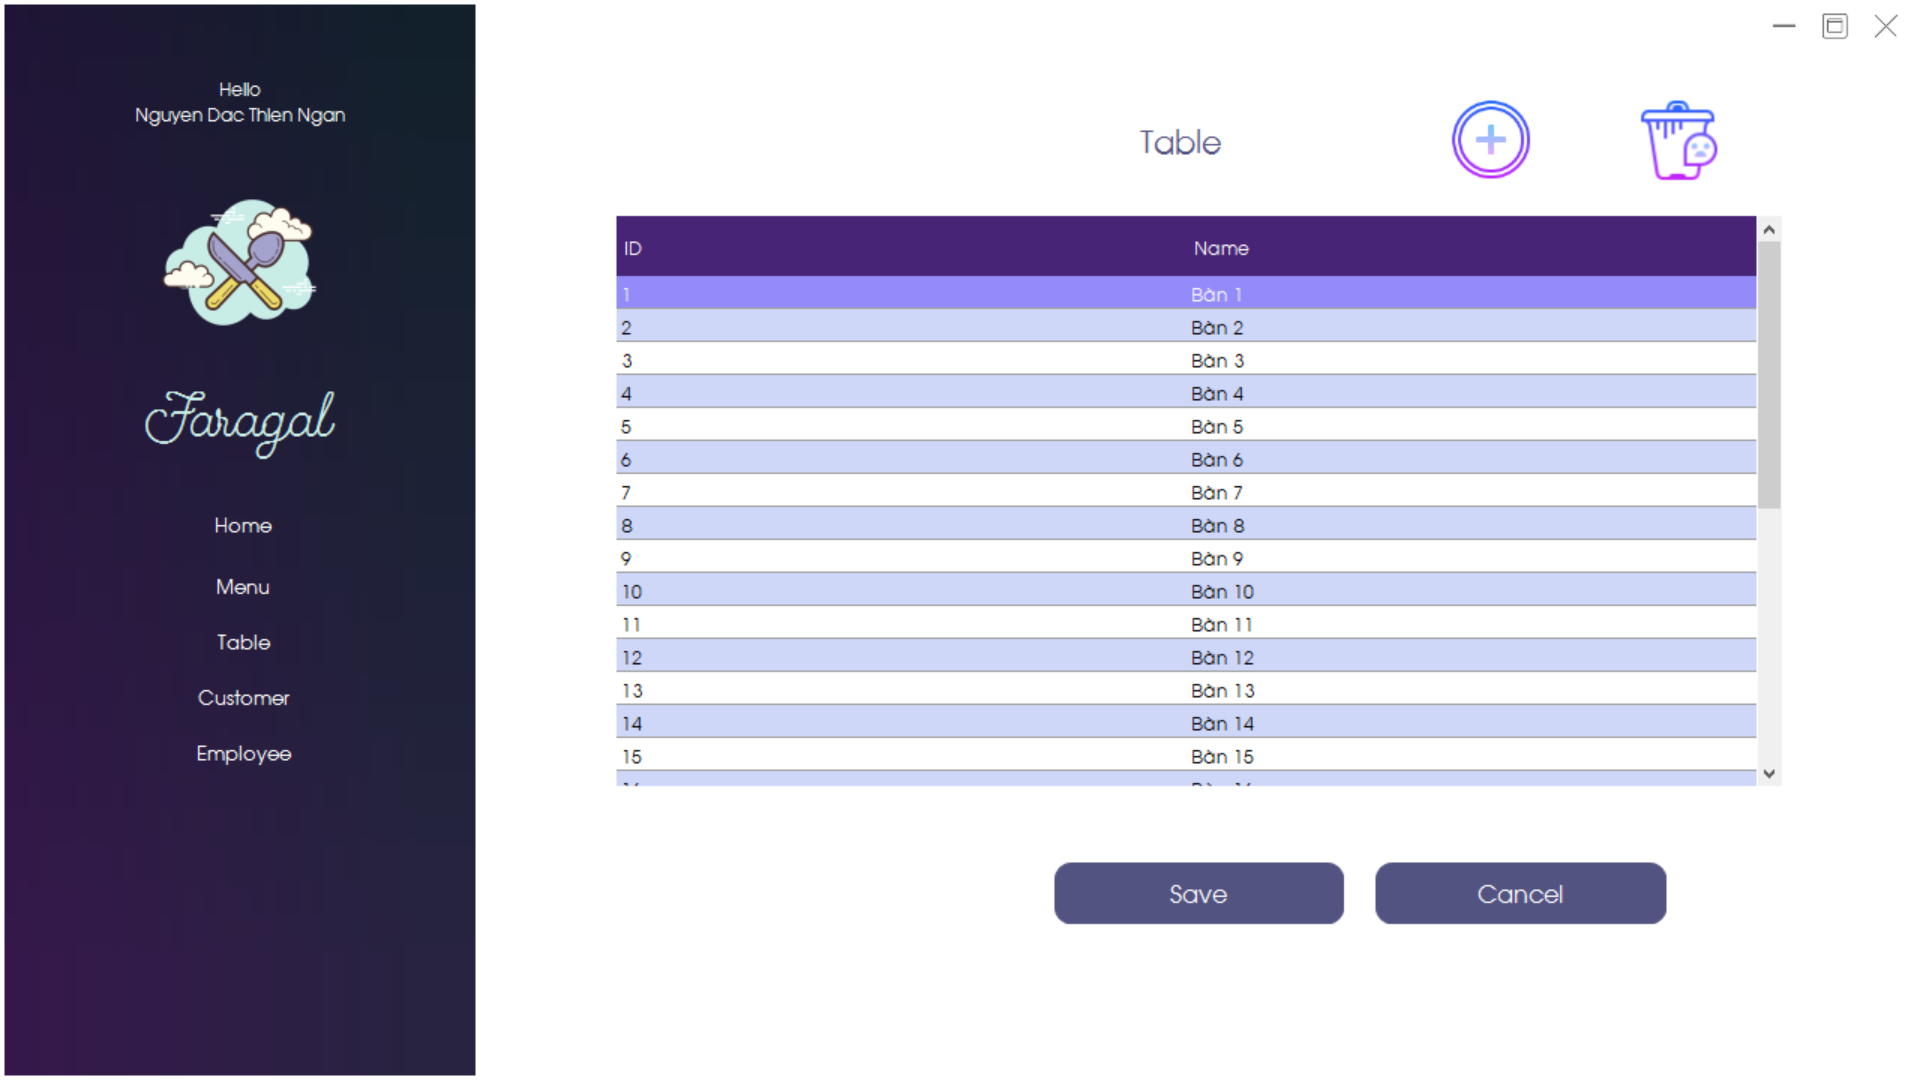 Hello
Nguyen Dac Thien Ngan
Faragal
Home
Menu
Table
Customer
Employee
Table
ID Name
1 Bàn 1
2 Bàn 2
3 Bàn 3
4 Bàn 4
5 Bàn 5
6 Bàn 6
7 Bàn 7
8 Bàn 8
9 Bàn 9
10 Bàn 10
11 Bàn 11
12 Bàn 12
13 Bàn 13
14 Bàn 14
15 Bàn 15
Save Cancel